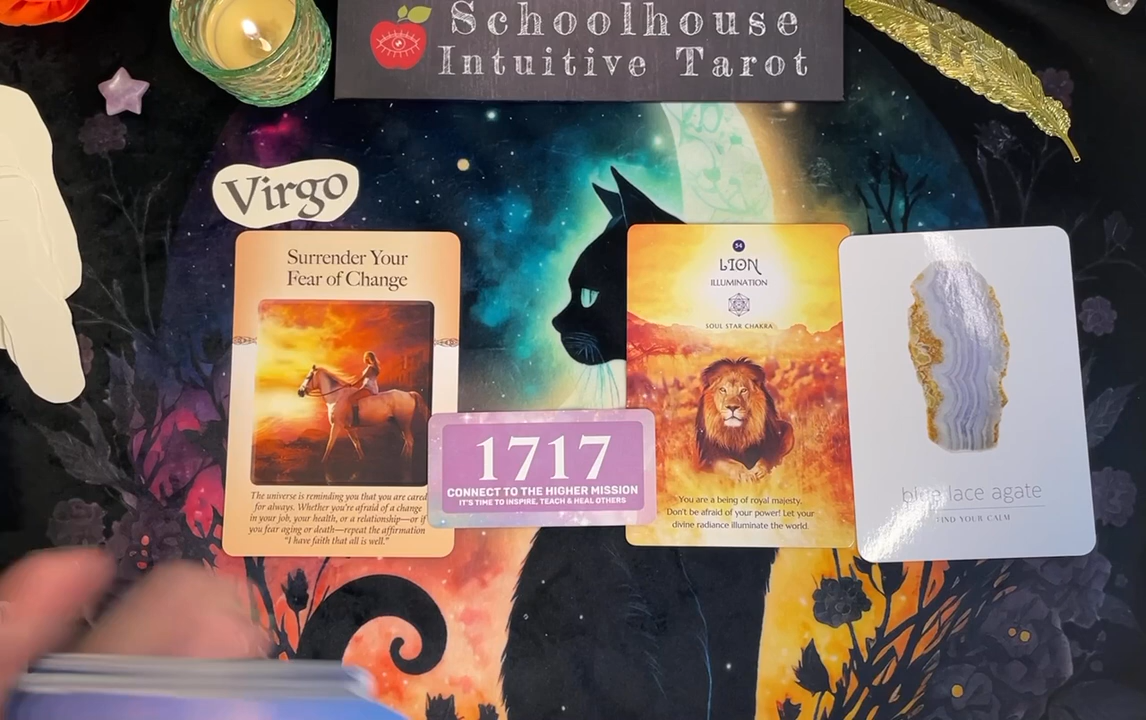 Schoolhouse
Intuitive Tarot
Virgo
Surrender Your
Fear of Change
The universe is reminding you that you are cared
for always. Whether you're afraid of a change
in your job, your health, or a relationship—or if
you fear aging or death—repeat the affirmation
"I have faith that all is well."
1717
CONNECT TO THE HIGHER MISSION
IT'S TIME TO INSPIRE, TEACH & HEAL OTHERS
54
LION
ILLUMINATION
SOUL STAR CHAKRA
You are a being of royal majesty.
Don't be afraid of your power! Let your
divine radiance illuminate the world.
blue lace agate
FIND YOUR CALM